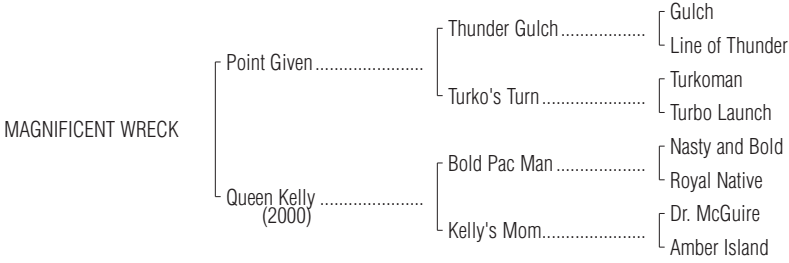 Gulch
Thunder Gulch....................
Line of Thunder
Point Given.........................
Turkoman
Turko's Turn........................
Turbo Launch
MAGNIFICENT WRECK
Nasty and Bold
Bold Pac Man.....................
Royal Native
Queen Kelly........................
(2000)
Dr. McGuire
Kelly's Mom........................
Amber Island